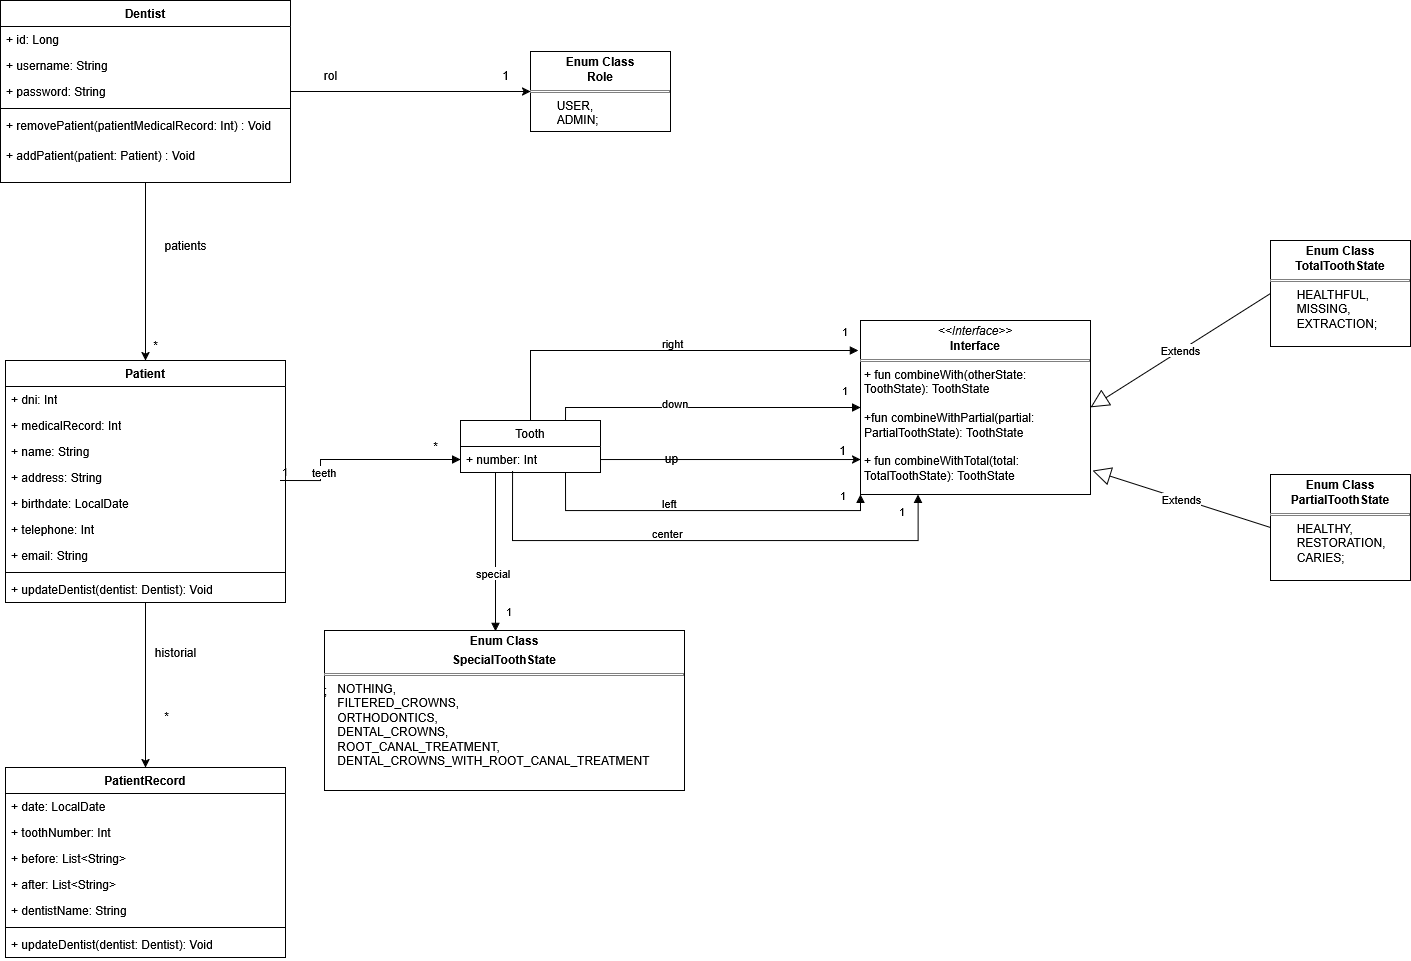 Dentist
+ id: Long
+ username: String
+ password: String
+ removePatient(patientMedicalRecord: Int) : Void
+ addPatient(patient: Patient) : Void
rol
1
Enum Class
Role
USER,
ADMIN;
patients
*
Patient
+ dni: Int
+ medicalRecord: Int
+ name: String
+ address: String
+ birthdate: LocalDate
+ telephone: Int
+ email: String
+ updateDentist(dentist: Dentist): Void
1
teeth
*
Tooth
+ number: Int
right
1
down
1
up
1
left
1
center
1
<<Interface>>
Interface
+ fun combineWith(otherState:
ToothState): ToothState
+fun combineWithPartial(partial:
PartialToothState): ToothState
+ fun combineWithTotal(total:
TotalToothState): ToothState
Extends
Enum Class
TotalToothState
HEALTHFUL,
MISSING,
EXTRACTION;
Extends
Enum Class
PartialToothState
HEALTHY,
RESTORATION,
CARIES;
special
1
Enum Class
SpecialToothState
;
NOTHING,
FILTERED_CROWNS,
ORTHODONTICS,
DENTAL_CROWNS,
ROOT_CANAL_TREATMENT,
DENTAL_CROWNS_WITH_ROOT_CANAL_TREATMENT
historial
*
PatientRecord
+ date: LocalDate
+ toothNumber: Int
+ before: List<String>
+ after: List<String>
+ dentistName: String
+ updateDentist(dentist: Dentist): Void